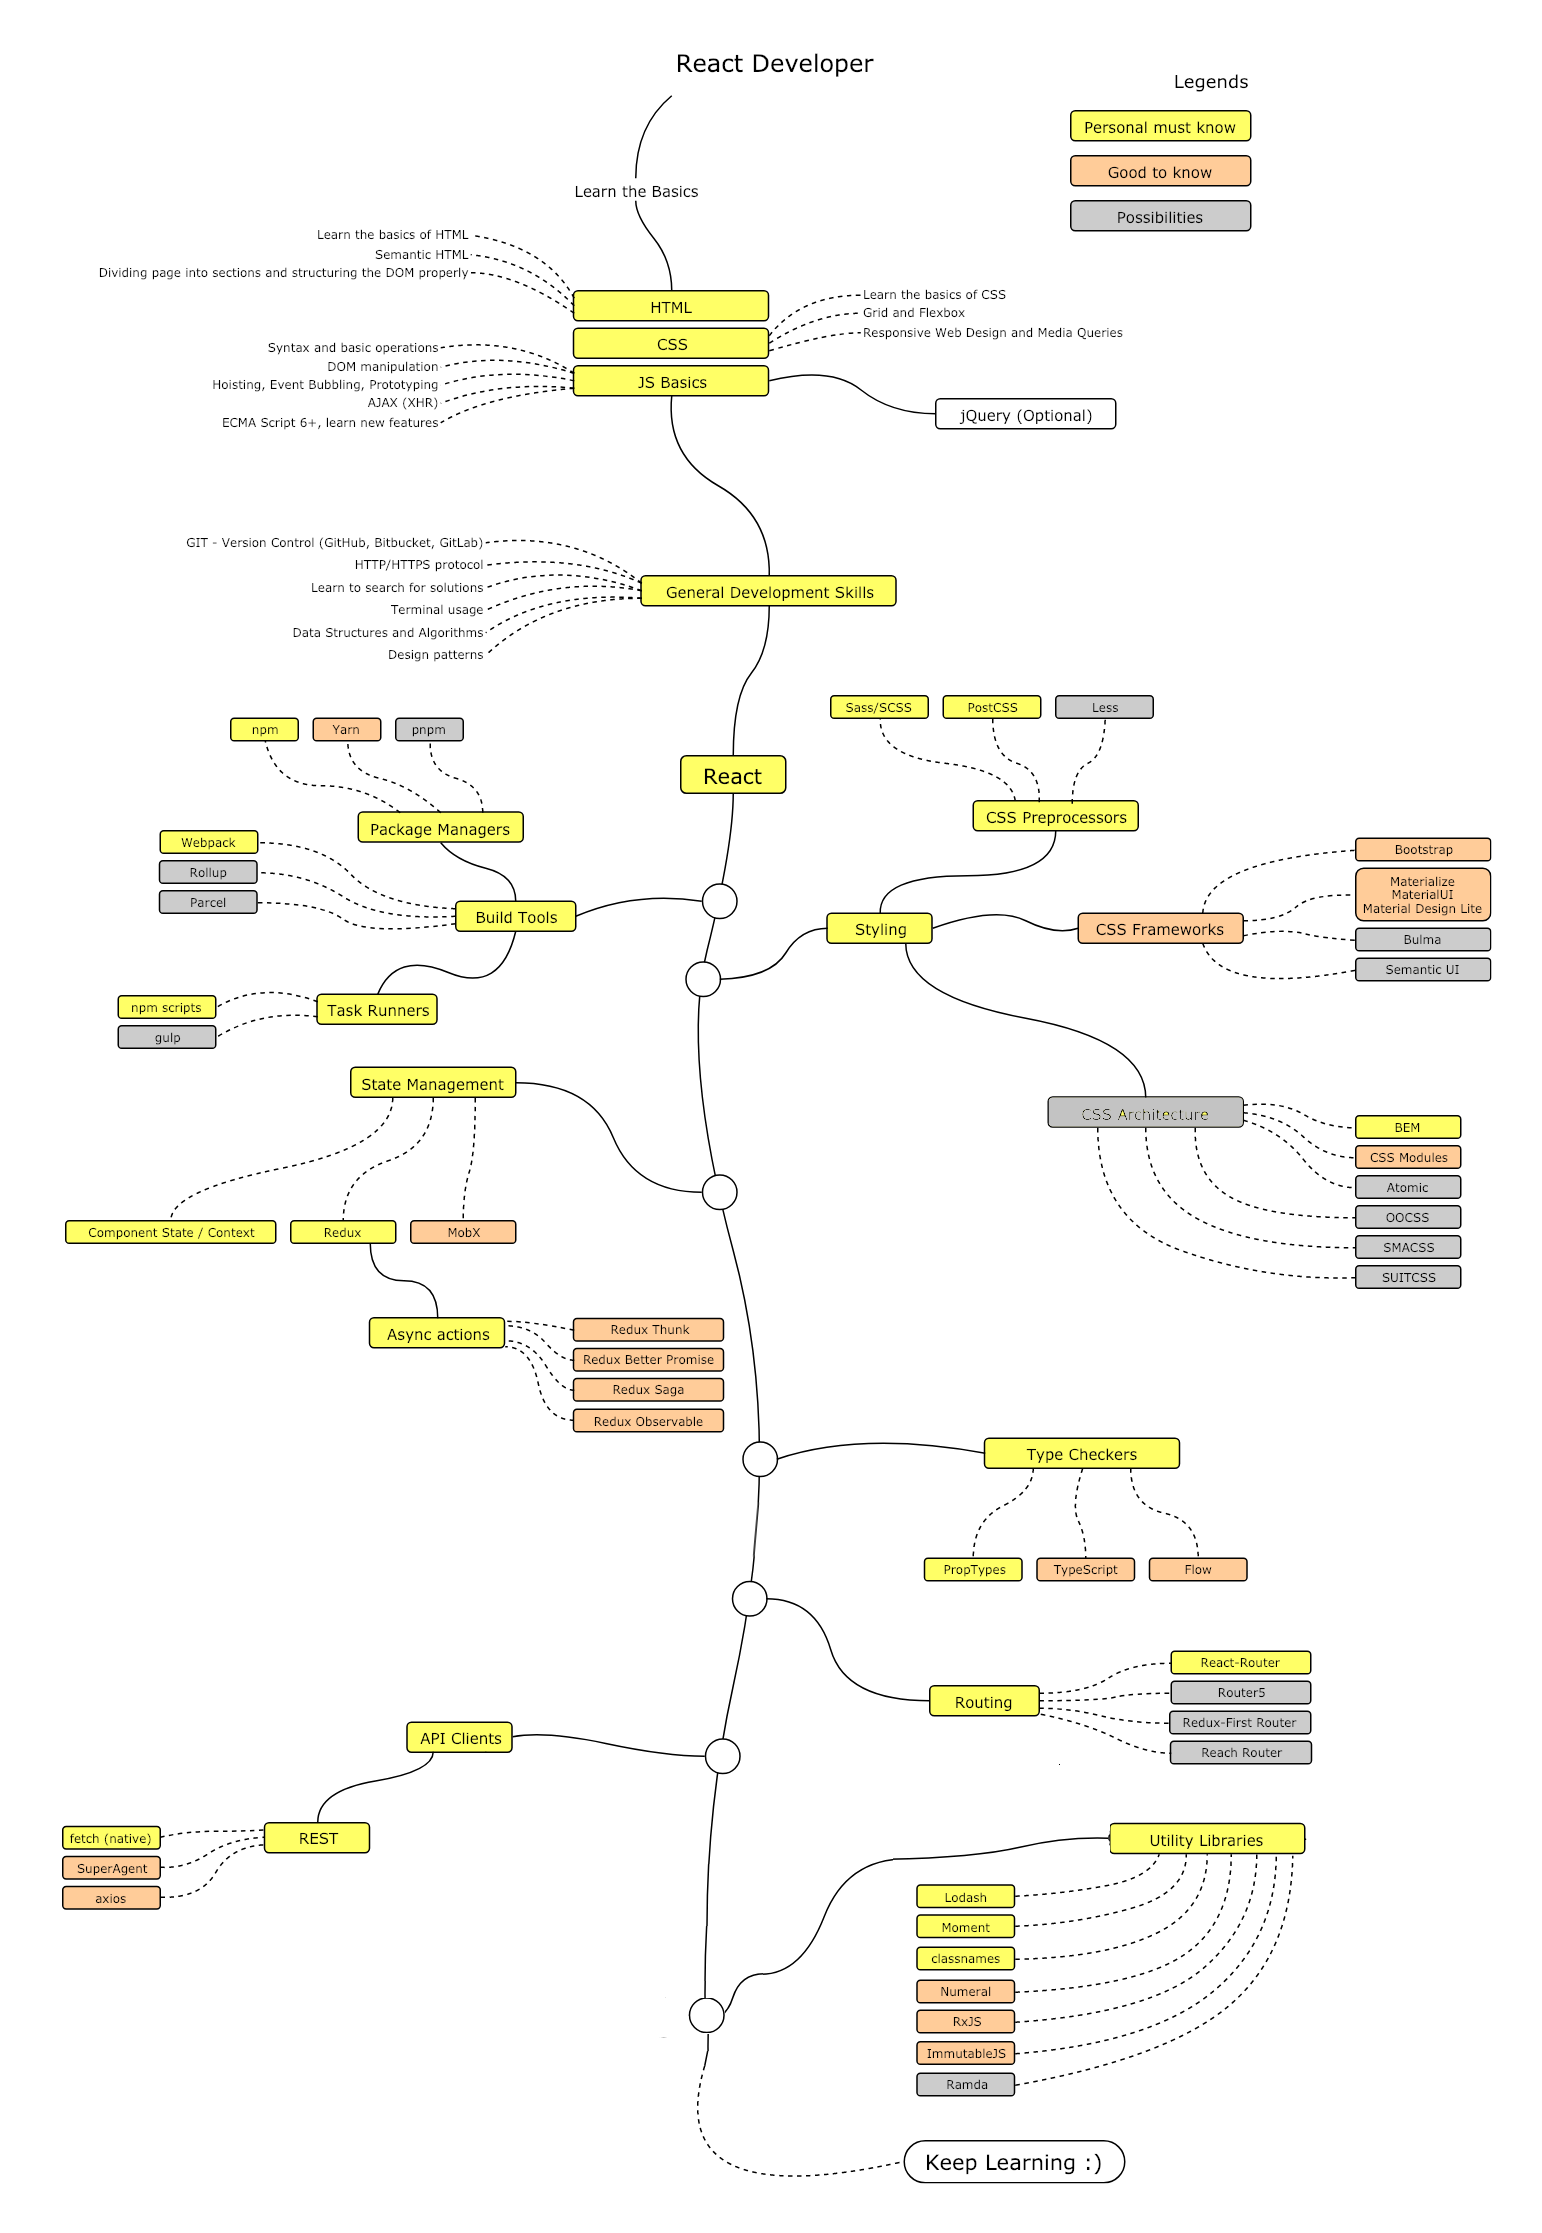 React Developer
Legends
Personal must know
Good to know
Possibilities
Learn the Basics
Learn the basics of HTML
Semantic HTML
Dividing page into sections and structuring the DOM properly
HTML
CSS
JS Basics
Learn the basics of CSS
Grid and Flexbox
Responsive Web Design and Media Queries
Syntax and basic operations
DOM manipulation
Hoisting, Event Bubbling, Prototyping
AJAX (XHR)
ECMA Script 6+, learn new features
jQuery (Optional)
GIT - Version Control (GitHub, Bitbucket, GitLab)
HTTP/HTTPS protocol
Learn to search for solutions
Terminal usage
Data Structures and Algorithms
Design patterns
General Development Skills
React
npm
Yarn
pnpm
Package Managers
Webpack
Rollup
Parcel
Build Tools
npm scripts
gulp
Task Runners
Sass/SCSS
PostCSS
Less
CSS Preprocessors
Styling
CSS Frameworks
Bootstrap
Materialize
MaterialUI
Material Design Lite
Bulma
Semantic UI
CSS Architecture
BEM
CSS Modules
Atomic
OOCSS
SMACSS
SUITCSS
State Management
Component State / Context
Redux
MobX
Async actions
Redux Thunk
Redux Better Promise
Redux Saga
Redux Observable
Type Checkers
PropTypes
TypeScript
Flow
Routing
React-Router
Router5
Redux-First Router
Reach Router
API Clients
REST
fetch (native)
SuperAgent
axios
Utility Libraries
Lodash
Moment
classnames
Numeral
RxJS
ImmutableJS
Ramda
Keep Learning :)